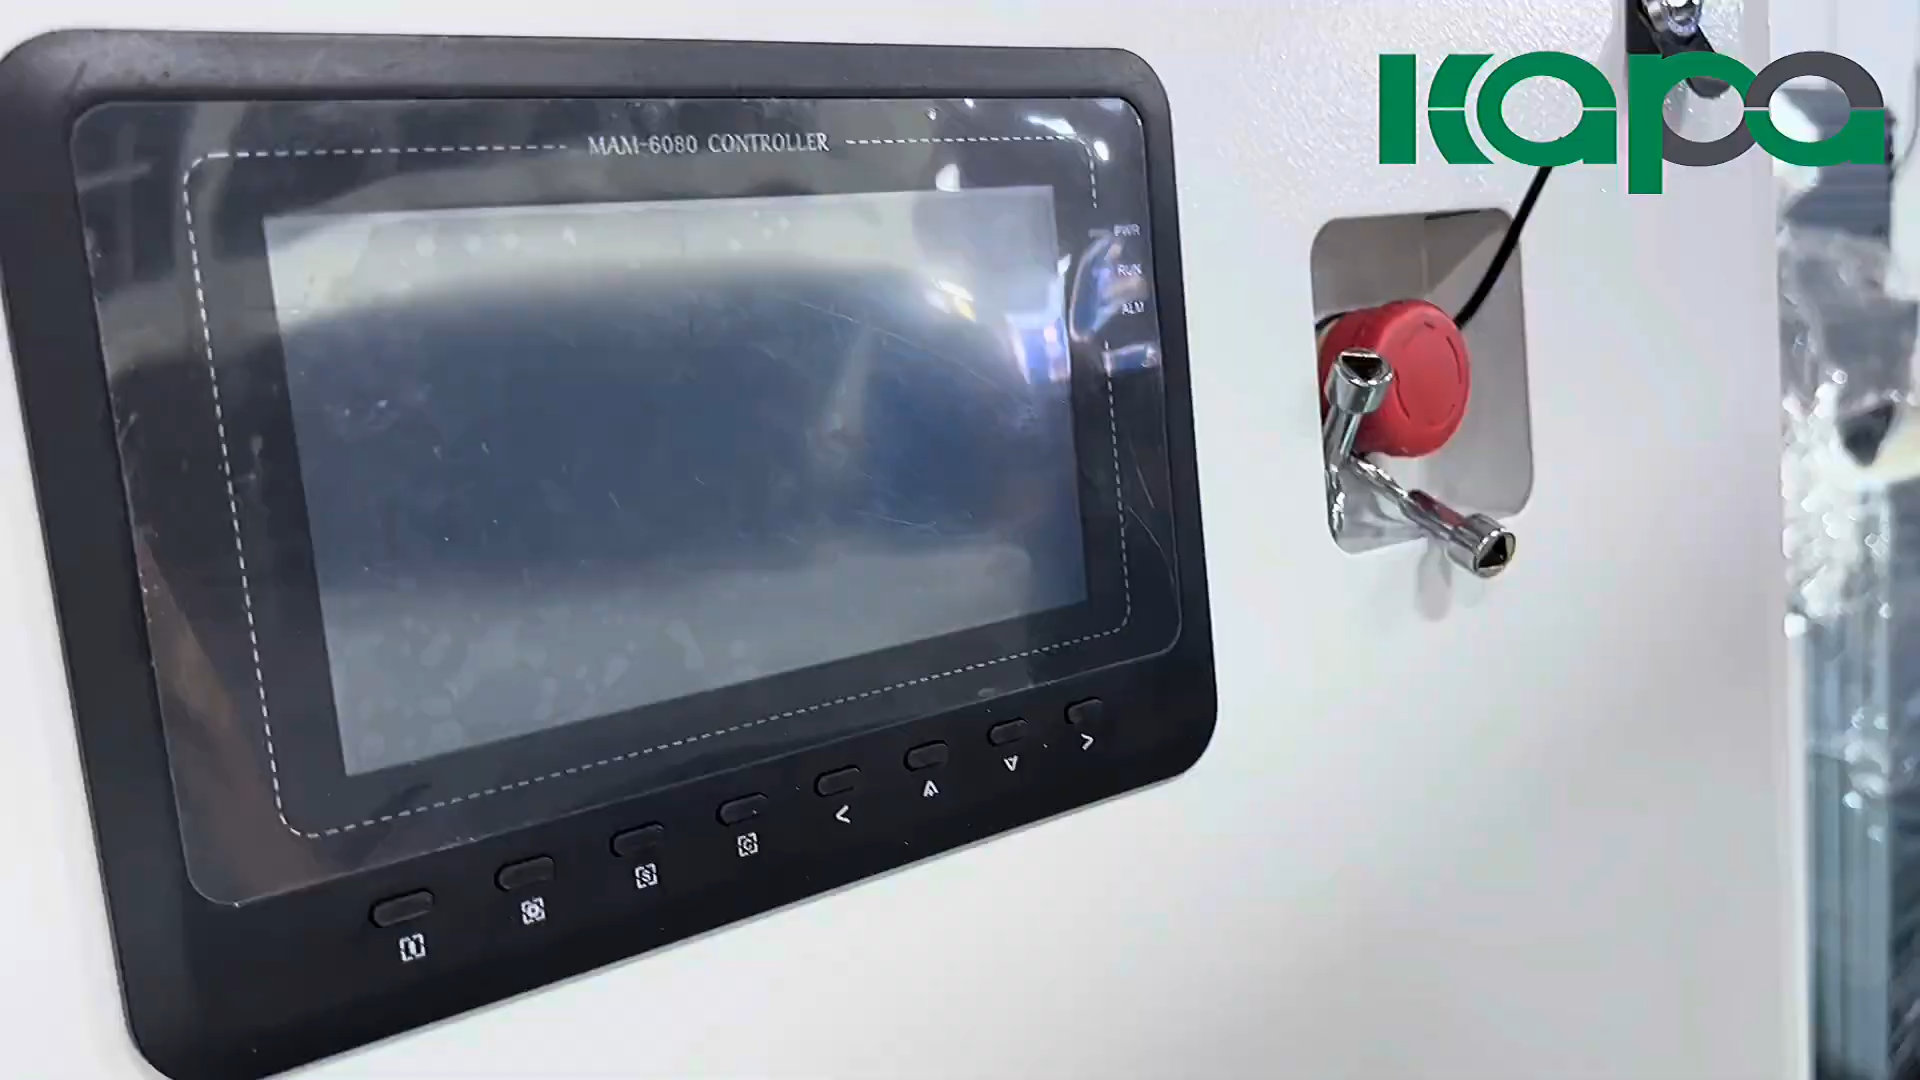 MAM-6080 CONTROLLER
kapa
PWR
RUN
ALM
I
O
S
C
<
∧
∨
>